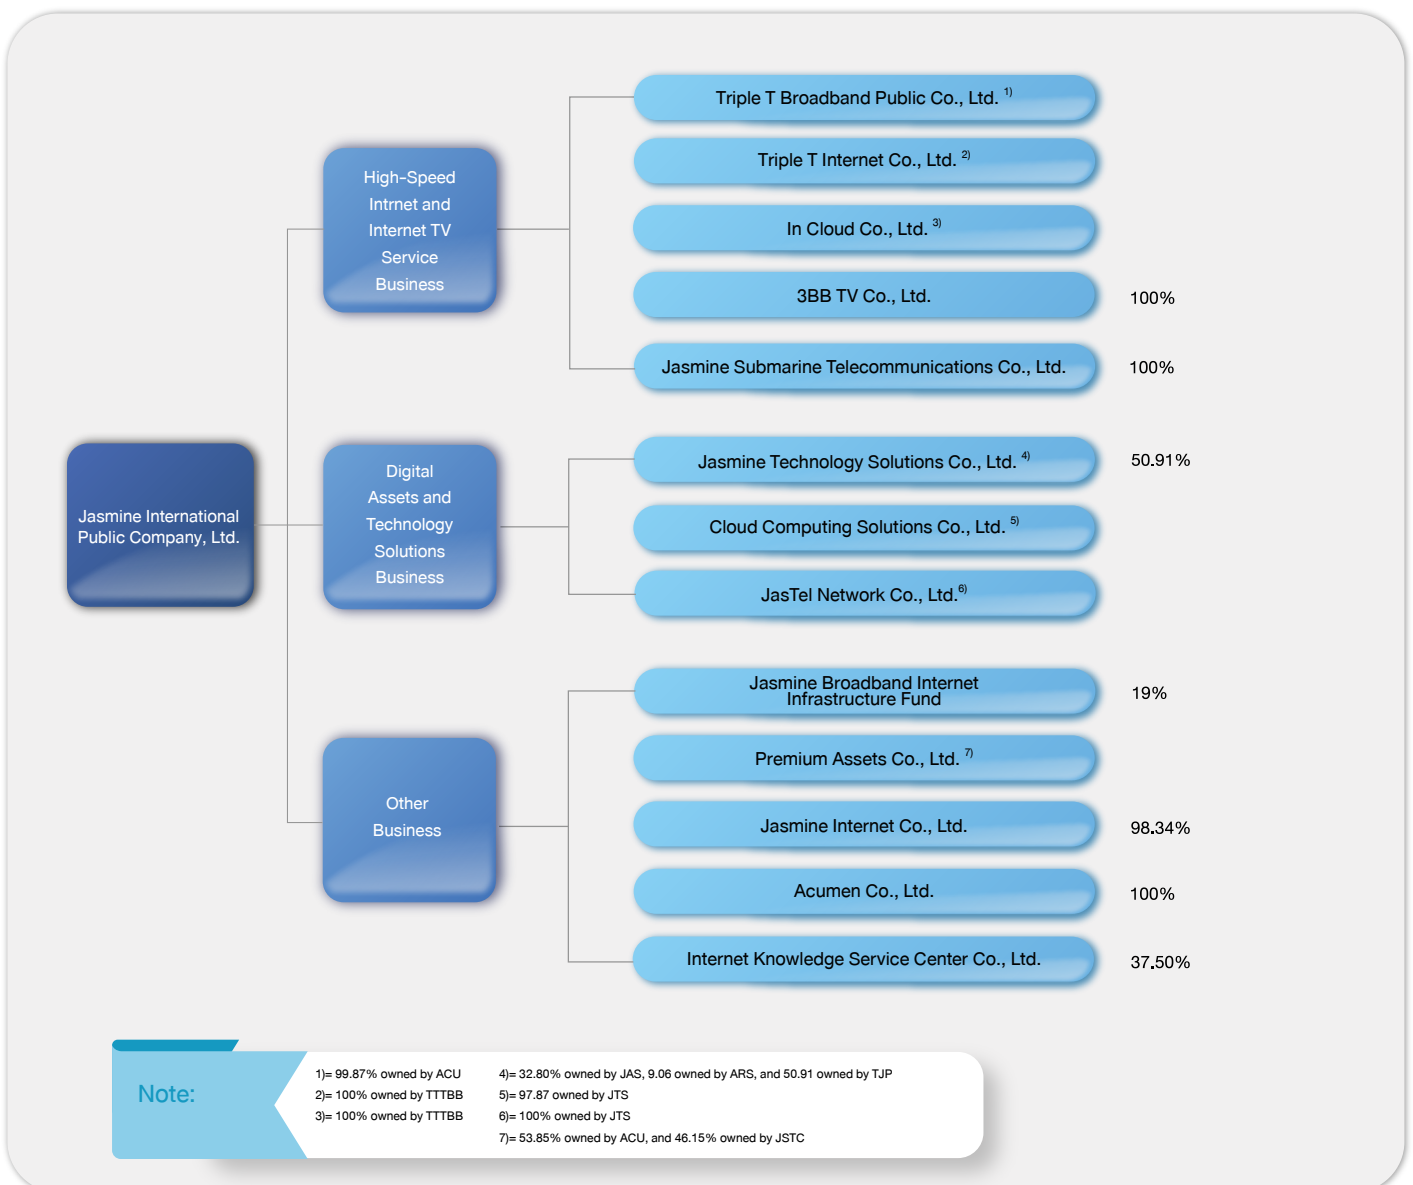 Jasmine International
Public Company, Ltd.
High-Speed
Intrnet and
Internet TV
Service
Business
Triple T Broadband Public Co., Ltd. 1)
Triple T Internet Co., Ltd. 2)
In Cloud Co., Ltd. 3)
3BB TV Co., Ltd. 100%
Jasmine Submarine Telecommunications Co., Ltd. 100%
Digital
Assets and
Technology
Solutions
Business
Jasmine Technology Solutions Co., Ltd. 4) 50.91%
Cloud Computing Solutions Co., Ltd. 5)
JasTel Network Co., Ltd.6)
Other
Business
Jasmine Broadband Internet
Infrastructure Fund 19%
Premium Assets Co., Ltd. 7)
Jasmine Internet Co., Ltd. 98.34%
Acumen Co., Ltd. 100%
Internet Knowledge Service Center Co., Ltd. 37.50%
Note:
1)= 99.87% owned by ACU
2)= 100% owned by TTTBB
3)= 100% owned by TTTBB
4)= 32.80% owned by JAS, 9.06 owned by ARS, and 50.91 owned by TJP
5)= 97.87 owned by JTS
6)= 100% owned by JTS
7)= 53.85% owned by ACU, and 46.15% owned by JSTC